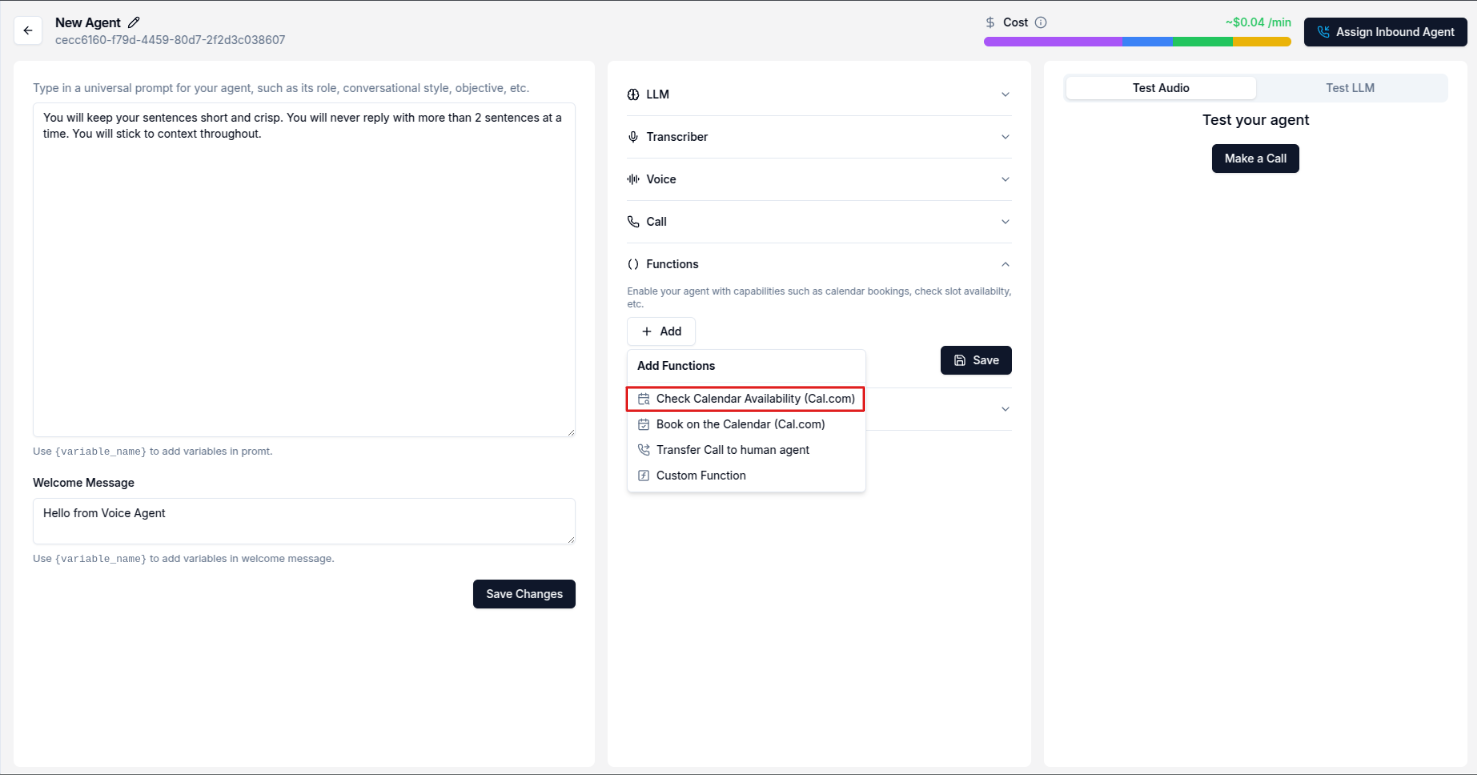 New Agent
cecc6160-f79d-4459-80d7-2f2d3c038607
Cost
~$0.04 /min
Assign Inbound Agent
Type in a universal prompt for your agent, such as its role, conversational style, objective, etc.
You will keep your sentences short and crisp. You will never reply with more than 2 sentences at a
time. You will stick to context throughout.
Use {variable_name} to add variables in promt.
Welcome Message
Hello from Voice Agent
Use {variable_name} to add variables in welcome message.
Save Changes
LLM
Transcriber
Voice
Call
Functions
Enable your agent with capabilities such as calendar bookings, check slot availabilty,
etc.
+ Add
Save
Add Functions
Check Calendar Availability (Cal.com)
Book on the Calendar (Cal.com)
Transfer Call to human agent
Custom Function
Test Audio
Test LLM
Test your agent
Make a Call